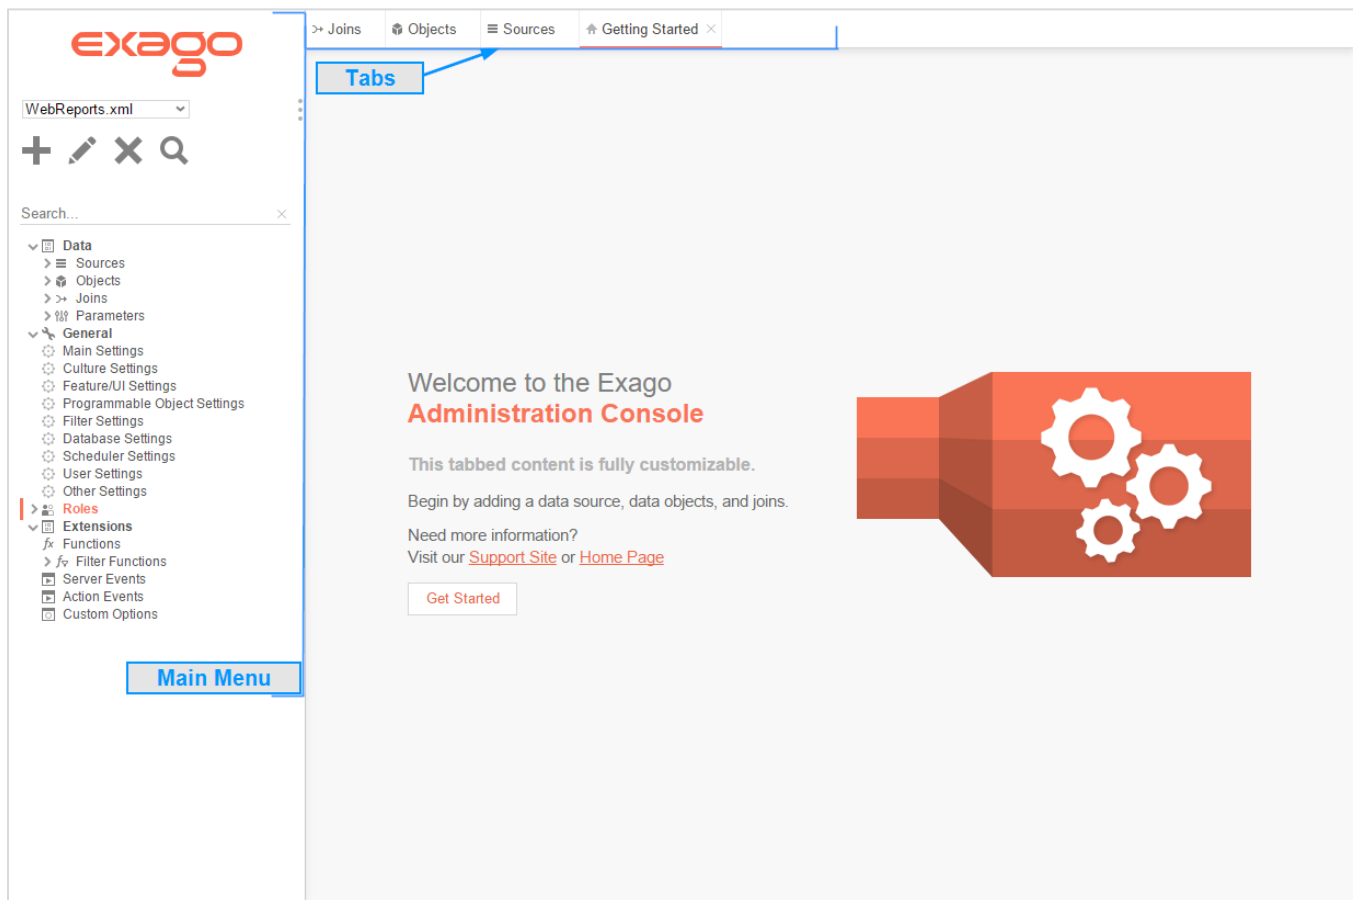 exago
Joins
Objects
Sources
Getting Started
Tabs
WebReports.xml
Search...
Data
Sources
Objects
Joins
Parameters
General
Main Settings
Culture Settings
Feature/UI Settings
Programmable Object Settings
Filter Settings
Database Settings
Scheduler Settings
User Settings
Other Settings
Roles
Extensions
fx Functions
Filter Functions
Server Events
Action Events
Custom Options
Main Menu
Welcome to the Exago
Administration Console
This tabbed content is fully customizable.
Begin by adding a data source, data objects, and joins.
Need more information?
Visit our Support Site or Home Page
Get Started